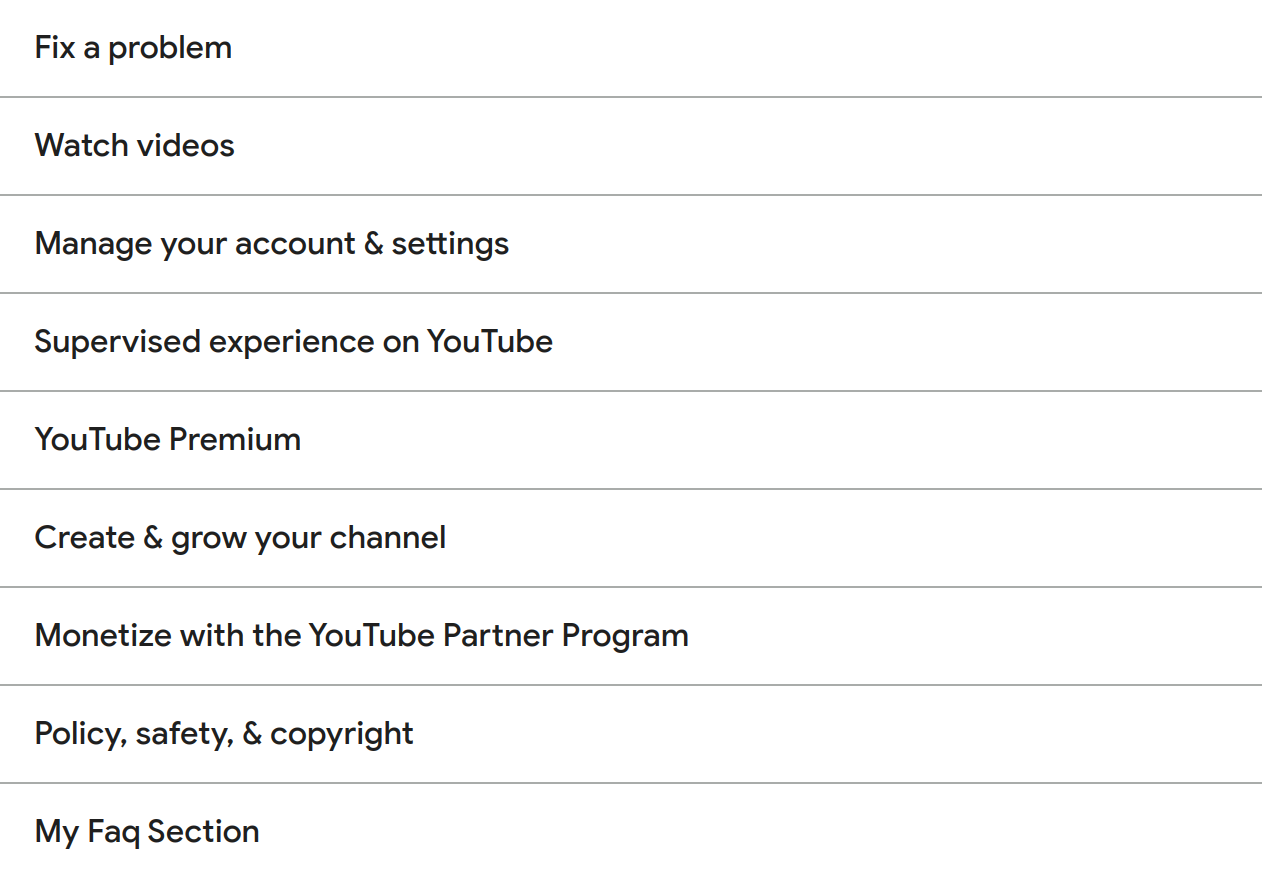 Fix a problem
Watch videos
Manage your account & settings
Supervised experience on YouTube
YouTube Premium
Create & grow your channel
Monetize with the YouTube Partner Program
Policy, safety, & copyright
My Faq Section